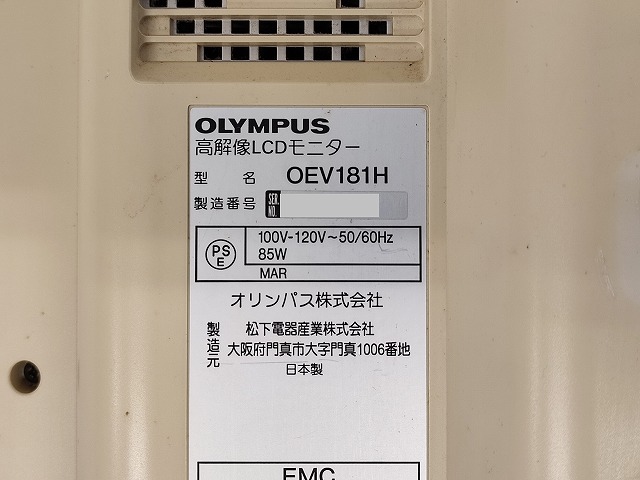 OLYMPUS
高解像LCDモニター
型 名 OEV181H
製造番号 SER. NO.
PS E
100V-120V～50/60Hz
85W
MAR
オリンパス株式会社
製造元
松下電器産業株式会社
大阪府門真市大字門真1006番地
日本製
EMC